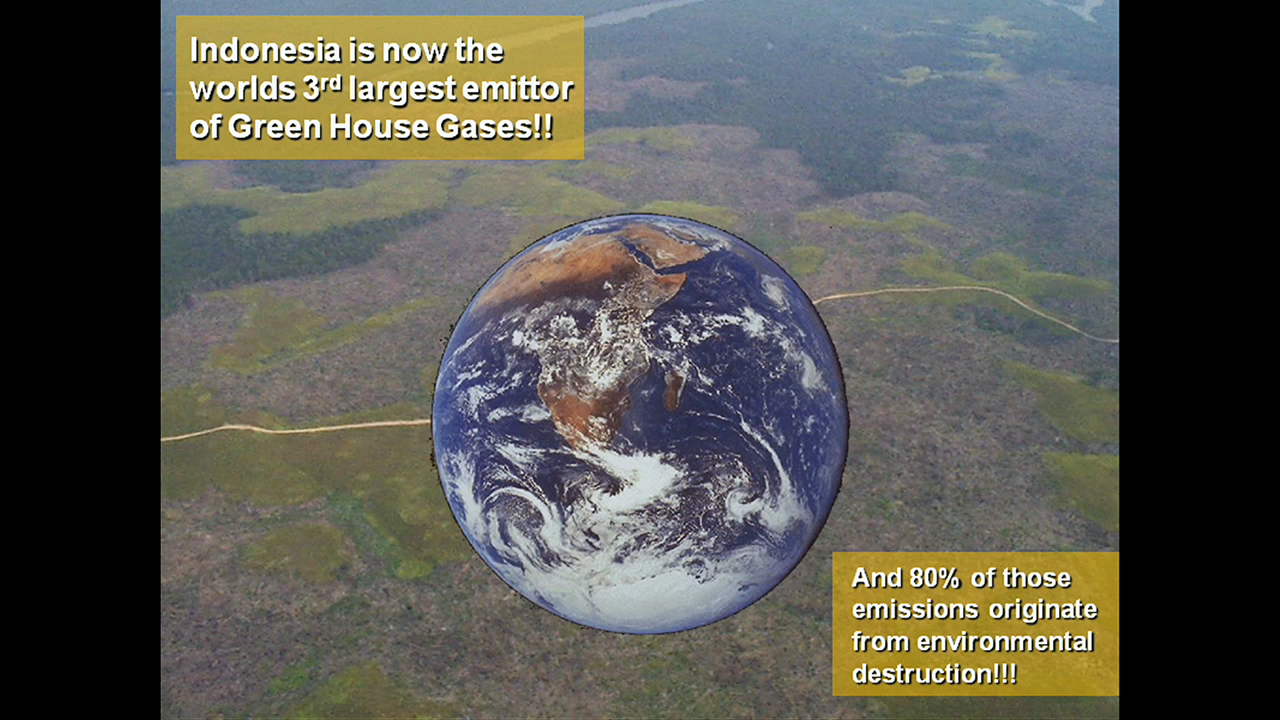 Indonesia is now the
worlds 3rd largest emittor
of Green House Gases!!
And 80% of those
emissions originate
from environmental
destruction!!!